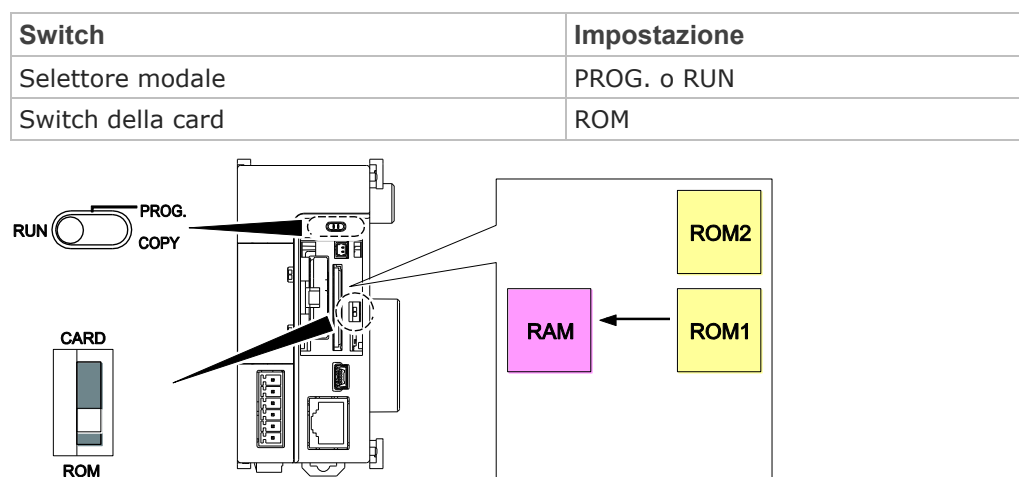 Switch Impostazione
Selettore modale PROG. o RUN
Switch della card ROM
PROG.
RUN
COPY
ROM2
RAM
ROM1
CARD
ROM